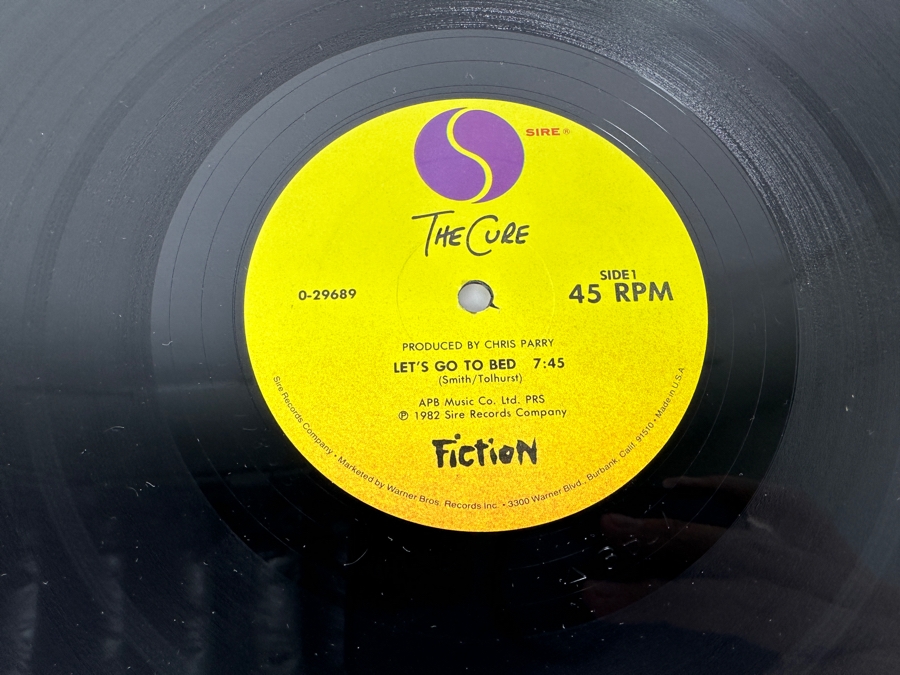 SIRE®
THE CURE
0-29689
SIDE 1
45 RPM
PRODUCED BY CHRIS PARRY
LET'S GO TO BED 7:45
(Smith/Tolhurst)
APB Music Co. Ltd. PRS
℗ 1982 Sire Records Company
Fiction
Sire Records Company • Marketed by Warner Bros. Records Inc. • 3300 Warner Blvd., Burbank, Calif. 91510 • Made in U.S.A.